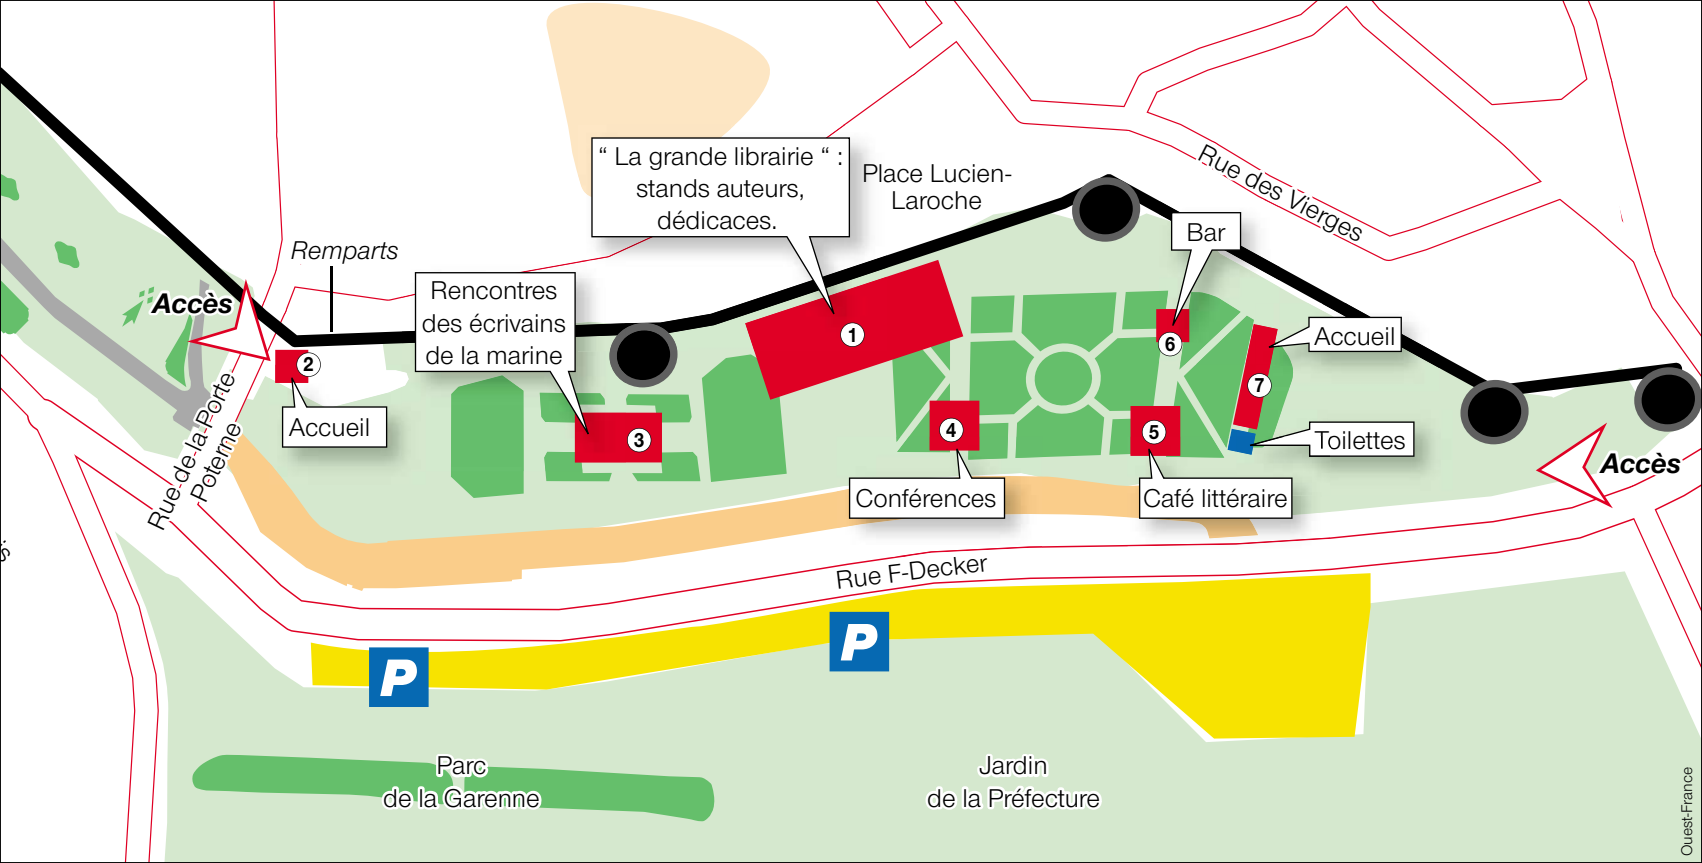 “ La grande librairie “ :
stands auteurs,
dédicaces.
Place Lucien-
Laroche
Rue des Vierges
Bar
Remparts
Accès
Rencontres
des écrivains
de la marine
1
2
Accueil
Rue de la Porte
Poterne
3
4
5
6
7
Accueil
Toilettes
Accès
Conférences
Café littéraire
Rue F-Decker
P
P
Parc
de la Garenne
Jardin
de la Préfecture
Ouest-France